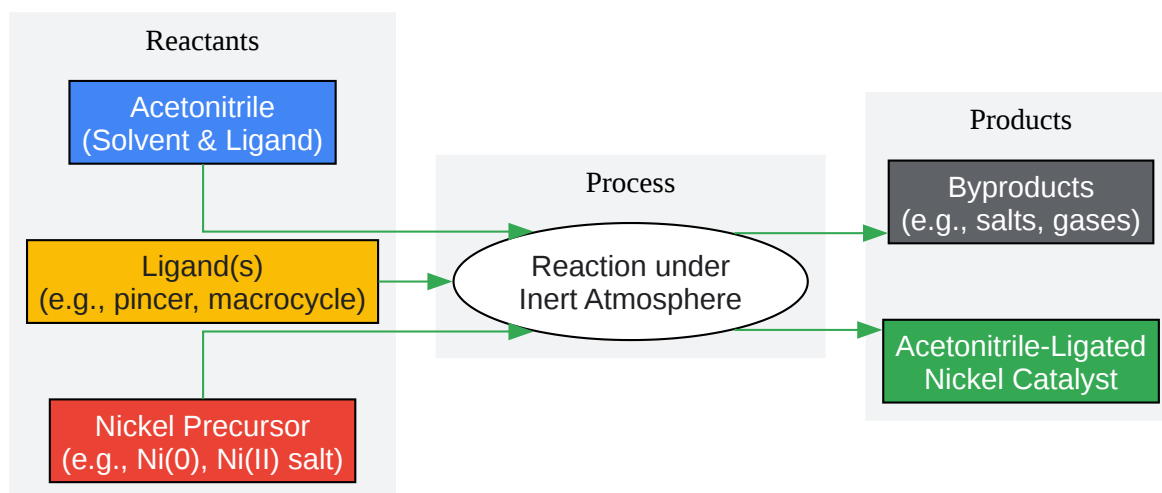 Reactants
Acetonitrile
(Solvent & Ligand)
Ligand(s)
(e.g., pincer, macrocycle)
Nickel Precursor
(e.g., Ni(0), Ni(II) salt)
Process
Reaction under
Inert Atmosphere
Products
Byproducts
(e.g., salts, gases)
Acetonitrile-Ligated
Nickel Catalyst